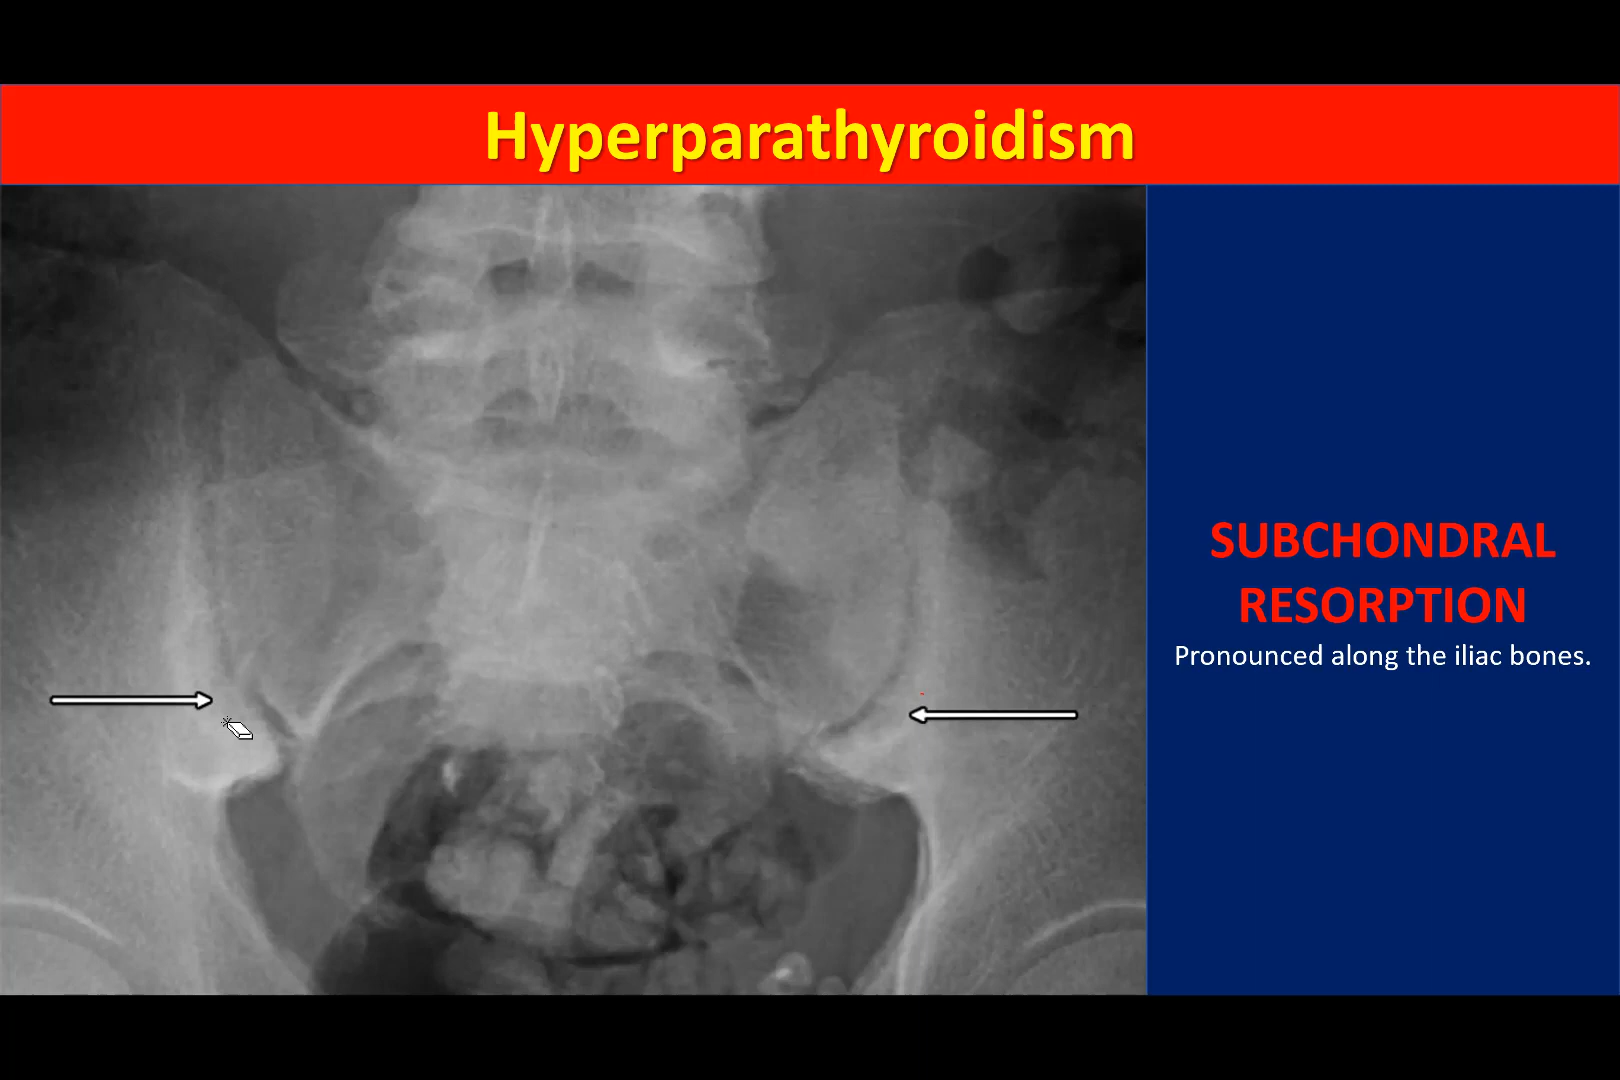 Hyperparathyroidism
SUBCHONDRAL
RESORPTION
Pronounced along the iliac bones.